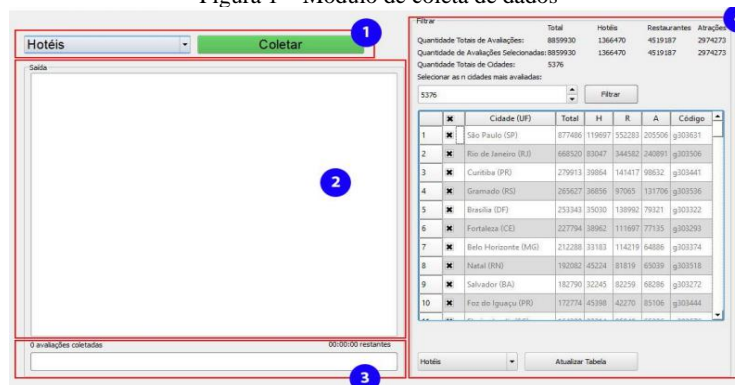 Figura 1 – Módulo de coleta de dados
1
Hotéis
Coletar
Saída
2
0 avaliações coletadas
00:00:00 restantes
3
Filtrar
Total Hotéis Restaurantes Atrações
Quantidade Totais de Avaliações: 8859930 1366470 4519187 2974273
Quantidade de Avaliações Selecionadas: 8859930 1366470 4519187 2974273
Quantidade Totais de Cidades: 5376
Selecionar as n cidades mais avaliadas:
5376
Filtrar
Cidade (UF) Total H R A Código
1 São Paulo (SP) 877486 119697 552283 205506 g303631
2 Rio de Janeiro (RJ) 668520 83047 344582 240891 g303506
3 Curitiba (PR) 279913 39864 141417 98632 g303441
4 Gramado (RS) 265627 36856 97065 131706 g303536
5 Brasília (DF) 253343 35030 138992 79321 g303322
6 Fortaleza (CE) 227794 38962 111697 77135 g303293
7 Belo Horizonte (MG) 212288 33183 114219 64886 g303374
8 Natal (RN) 192082 45224 81819 65039 g303518
9 Salvador (BA) 182790 32245 82259 68286 g303272
10 Foz do Iguaçu (PR) 172774 45398 42270 85106 g303444
Hotéis
Atualizar Tabela